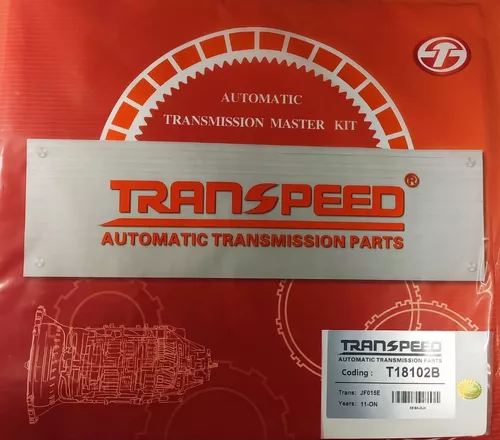 AUTOMATIC
TRANSMISSION MASTER KIT
TRANSPEED®
AUTOMATIC TRANSMISSION PARTS
TRANSPEED
AUTOMATIC TRANSMISSION PARTS
Coding : T18102B
Trans: JF015E
Years: 11-ON